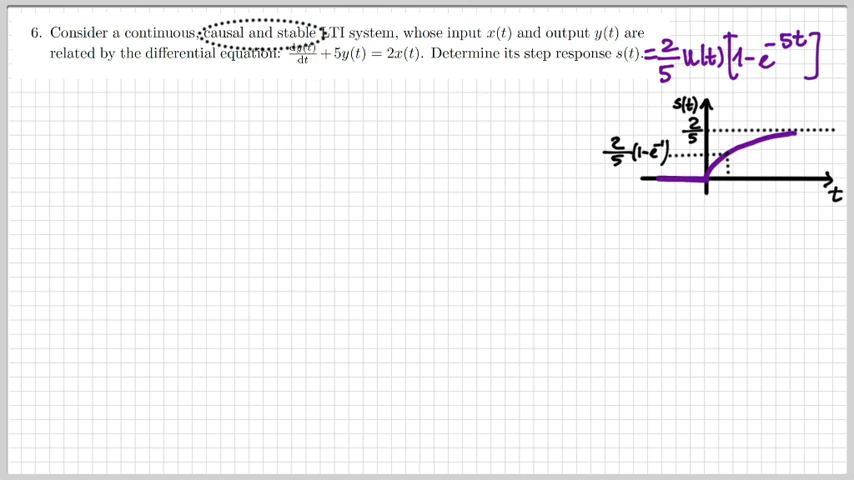 6. Consider a continuous, causal and stable LTI system, whose input x(t) and output y(t) are
related by the differential equation: dy(t)/dt + 5y(t) = 2x(t). Determine its step response s(t). = 2/5 u(t)[1-e^-5t]
s(t)
2/5
2/5(1-e^-1)
t